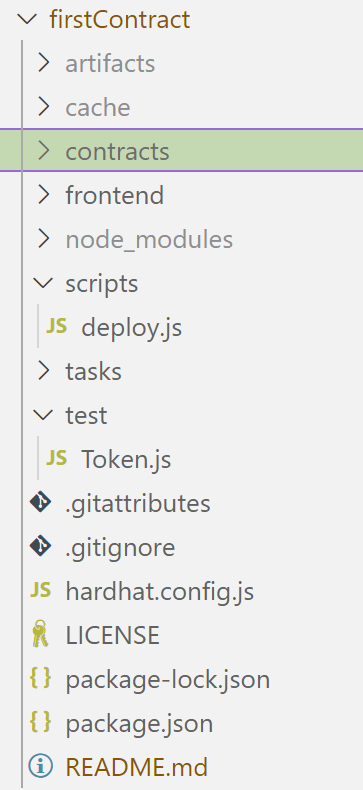 firstContract
artifacts
cache
contracts
frontend
node_modules
scripts
JS deploy.js
tasks
test
JS Token.js
.gitattributes
.gitignore
JS hardhat.config.js
LICENSE
{ } package-lock.json
{ } package.json
README.md